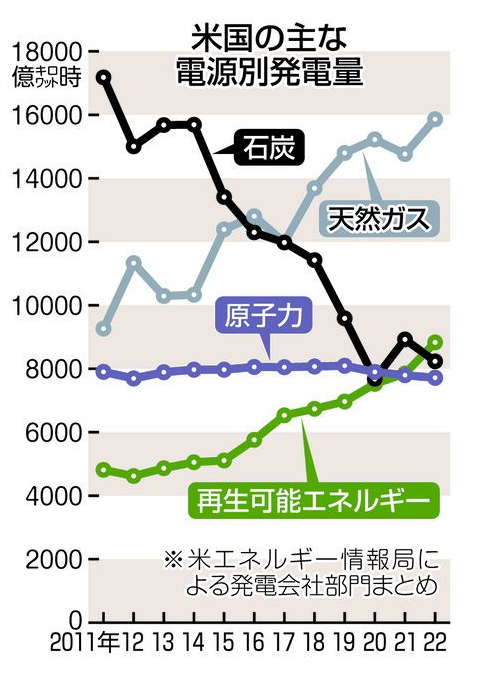 米国の主な
電源別発電量
18000
億キロワット時
16000
石炭
14000
天然ガス
12000
10000
原子力
8000
6000
再生可能エネルギー
4000
2000
※米エネルギー情報局に
よる発電会社部門まとめ
0
2011年 12 13 14 15 16 17 18 19 20 21 22